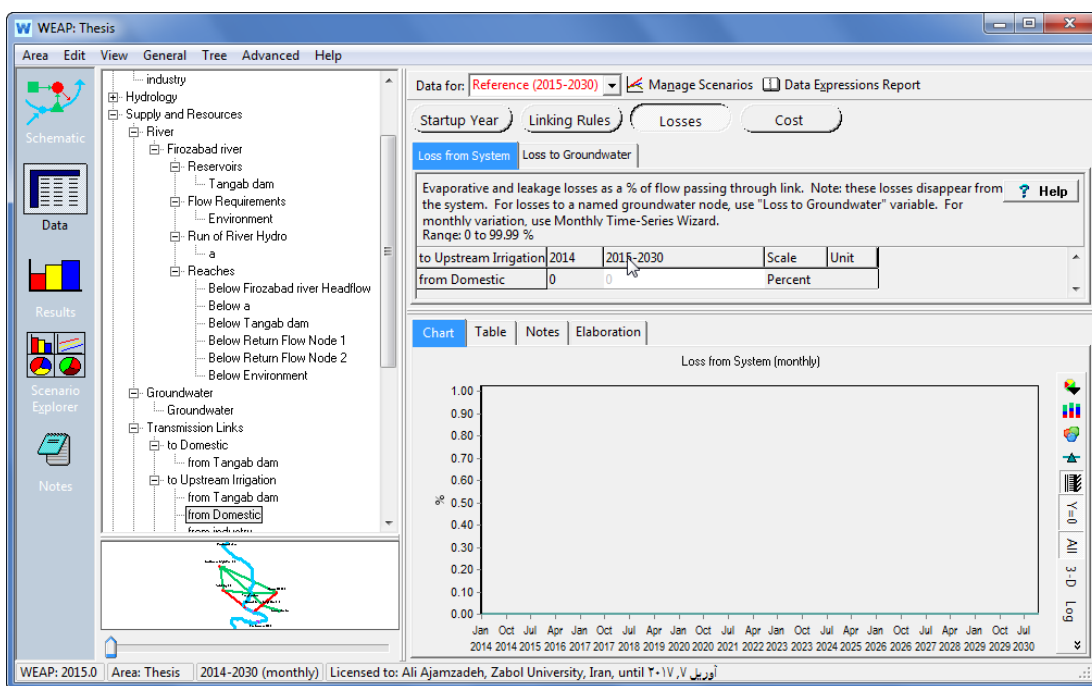 WEAP: Thesis
Area Edit View General Tree Advanced Help
Schematic
Data
Results
Scenario
Explorer
Notes
industry
Hydrology
Supply and Resources
River
Firozabad river
Reservoirs
Tangab dam
Flow Requirements
Environment
Run of River Hydro
a
Reaches
Below Firozabad river Headflow
Below a
Below Tangab dam
Below Return Flow Node 1
Below Return Flow Node 2
Below Environment
Groundwater
Groundwater
Transmission Links
to Domestic
from Tangab dam
to Upstream Irrigation
from Tangab dam
from Domestic
from industry
Data for: Reference (2015-2030) Manage Scenarios Data Expressions Report
Startup Year Linking Rules Losses Cost
Loss from System Loss to Groundwater
Evaporative and leakage losses as a % of flow passing through link. Note: these losses disappear from
the system. For losses to a named groundwater node, use "Loss to Groundwater" variable. For
monthly variation, use Monthly Time-Series Wizard.
Range: 0 to 99.99 %
? Help
to Upstream Irrigation 2014 2015-2030 Scale Unit
from Domestic 0 0 Percent
Chart Table Notes Elaboration
Loss from System (monthly)
1.00
0.90
0.80
0.70
0.60
0.50
0.40
0.30
0.20
0.10
0.00
%
Jan Oct Jul Apr Jan Oct Jul Apr Jan Oct Jul Apr Jan Oct Jul Apr Jan Oct Jul Apr Jan Oct Jul
2014 2014 2015 2016 2017 2017 2018 2019 2020 2020 2021 2022 2023 2023 2024 2025 2026 2026 2027 2028 2029 2029 2030
Y=0
All
3-D
Log
WEAP: 2015.0 Area: Thesis 2014-2030 (monthly) Licensed to: Ali Ajamzadeh, Zabol University, Iran, until آوریل ۷, ۲۰۱۷